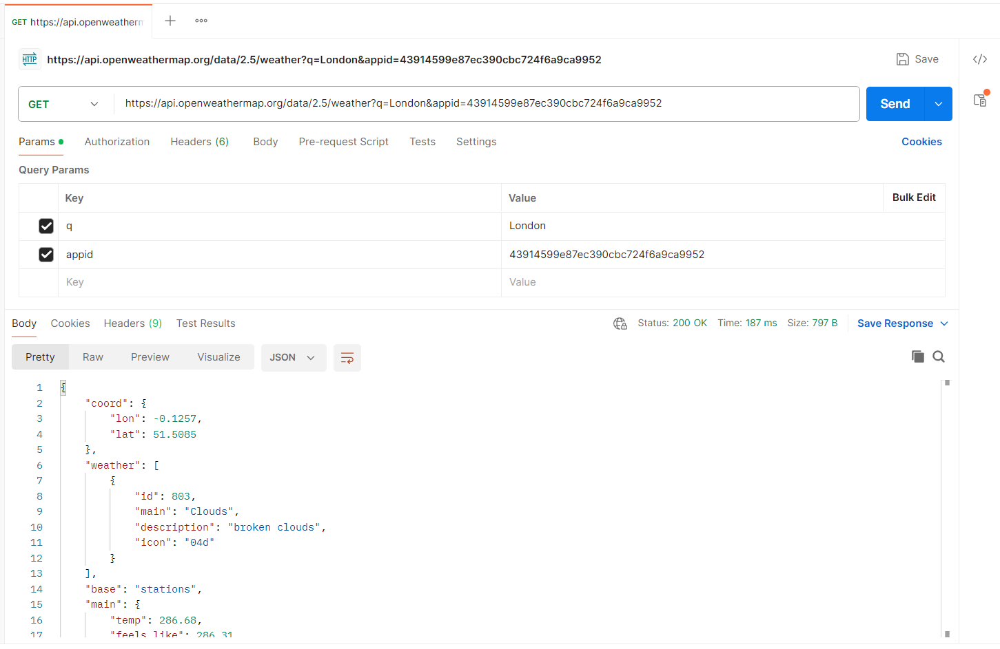 GET https://api.openweatherm
HTTP https://api.openweathermap.org/data/2.5/weather?q=London&appid=43914599e87ec390cbc724f6a9ca9952
Save
GET https://api.openweathermap.org/data/2.5/weather?q=London&appid=43914599e87ec390cbc724f6a9ca9952
Send
Params Authorization Headers (6) Body Pre-request Script Tests Settings Cookies
Query Params
Key Value Bulk Edit
q London
appid 43914599e87ec390cbc724f6a9ca9952
Key Value
Body Cookies Headers (9) Test Results Status: 200 OK Time: 187 ms Size: 797 B Save Response
Pretty Raw Preview Visualize JSON
1 {
2 "coord": {
3 "lon": -0.1257,
4 "lat": 51.5085
5 },
6 "weather": [
7 {
8 "id": 803,
9 "main": "Clouds",
10 "description": "broken clouds",
11 "icon": "04d"
12 }
13 ],
14 "base": "stations",
15 "main": {
16 "temp": 286.68,
17 "feels_like": 286.31